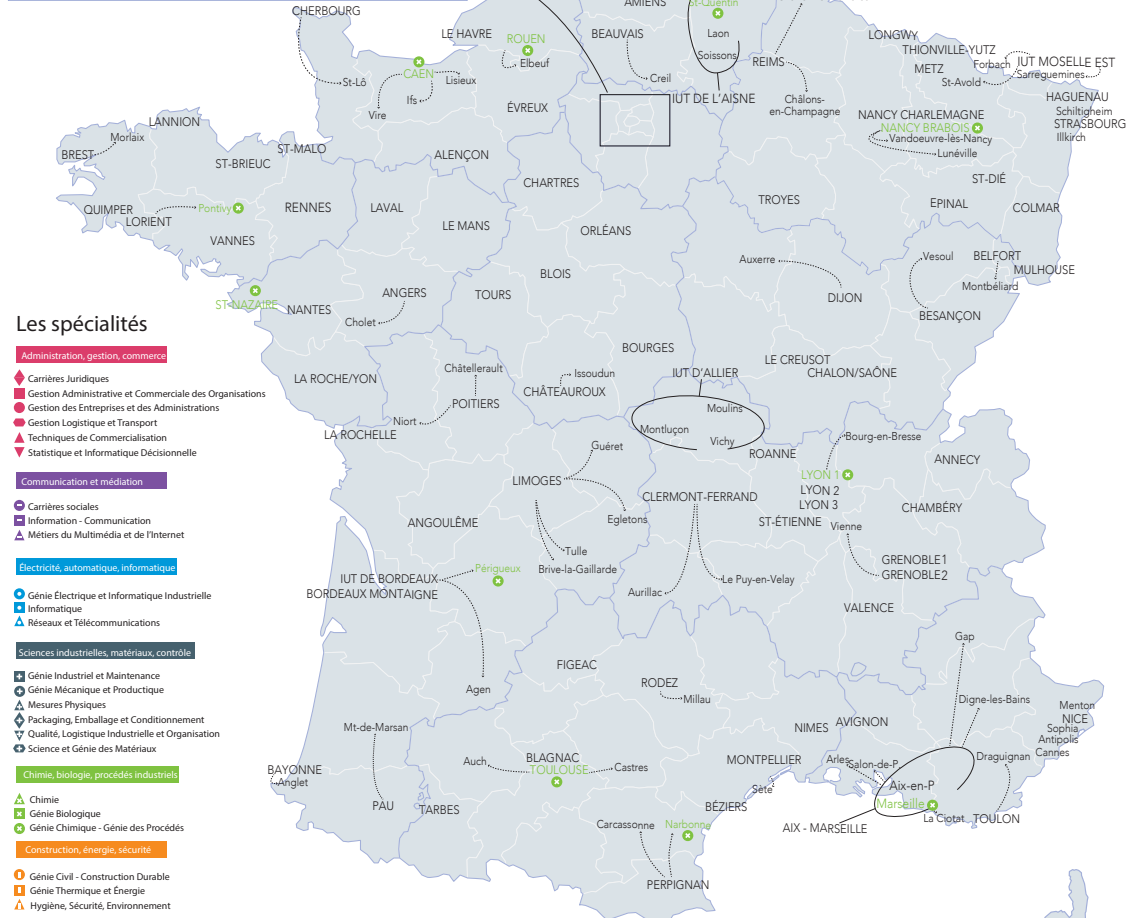 AMIENS
St-Quentin
CHERBOURG
LE HAVRE
ROUEN
Elbeuf
BEAUVAIS
Creil
Laon
Soissons
IUT DE L'AISNE
REIMS
Châlons-
en-Champagne
LONGWY
THIONVILLE-YUTZ
METZ
Forbach
St-Avold
IUT MOSELLE EST
Sarreguemines
HAGUENAU
Schiltigheim
STRASBOURG
Illkirch
NANCY CHARLEMAGNE
NANCY BRABOIS
Vandoeuvre-lès-Nancy
Lunéville
St-Lô
CAEN
Lisieux
Ifs
Vire
ÉVREUX
LANNION
Morlaix
BREST
ST-BRIEUC
ST-MALO
ALENÇON
CHARTRES
TROYES
ST-DIÉ
EPINAL
COLMAR
QUIMPER
LORIENT
Pontivy
RENNES
LAVAL
LE MANS
ORLÉANS
VANNES
BLOIS
Auxerre
Vesoul
BELFORT
MULHOUSE
Montbéliard
ST-NAZAIRE
NANTES
ANGERS
Cholet
TOURS
DIJON
BESANÇON
BOURGES
LE CREUSOT
CHALON/SAÔNE
LA ROCHE/YON
Châtellerault
Issoudun
CHÂTEAUROUX
IUT D'ALLIER
POITIERS
Niort
LA ROCHELLE
Moulins
Montluçon
Vichy
ROANNE
Bourg-en-Bresse
ANNECY
Guéret
LIMOGES
Egletons
CLERMONT-FERRAND
LYON 1
LYON 2
LYON 3
ST-ÉTIENNE
Vienne
CHAMBÉRY
ANGOULÊME
Tulle
Brive-la-Gaillarde
Périgueux
Aurillac
Le Puy-en-Velay
GRENOBLE1
GRENOBLE2
IUT DE BORDEAUX
BORDEAUX MONTAIGNE
VALENCE
Gap
FIGEAC
RODEZ
Millau
Agen
Digne-les-Bains
Menton
NICE
Sophia
Antipolis
Cannes
Mt-de-Marsan
NIMES
AVIGNON
Draguignan
BAYONNE
Anglet
PAU
TARBES
Auch
BLAGNAC
TOULOUSE
Castres
MONTPELLIER
Sète
BÉZIERS
Arles
Salon-de-P
Aix-en-P
Marseille
La Ciotat
TOULON
AIX - MARSEILLE
Carcassonne
Narbonne
PERPIGNAN
Les spécialités
Administration, gestion, commerce
Carrières Juridiques
Gestion Administrative et Commerciale des Organisations
Gestion des Entreprises et des Administrations
Gestion Logistique et Transport
Techniques de Commercialisation
Statistique et Informatique Décisionnelle
Communication et médiation
Carrières sociales
Information - Communication
Métiers du Multimédia et de l'Internet
Électricité, automatique, informatique
Génie Électrique et Informatique Industrielle
Informatique
Réseaux et Télécommunications
Sciences industrielles, matériaux, contrôle
Génie Industriel et Maintenance
Génie Mécanique et Productique
Mesures Physiques
Packaging, Emballage et Conditionnement
Qualité, Logistique Industrielle et Organisation
Science et Génie des Matériaux
Chimie, biologie, procédés industriels
Chimie
Génie Biologique
Génie Chimique - Génie des Procédés
Construction, énergie, sécurité
Génie Civil - Construction Durable
Génie Thermique et Énergie
Hygiène, Sécurité, Environnement